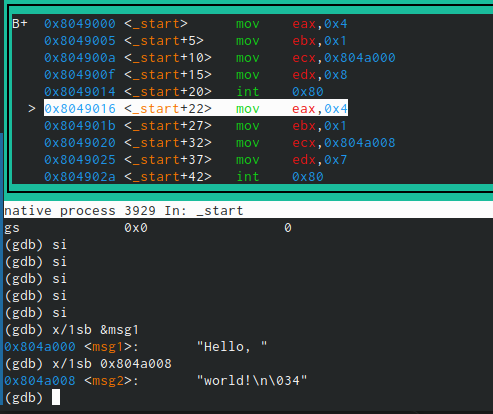 B+ 0x8049000 <_start> mov eax,0x4
0x8049005 <_start+5> mov ebx,0x1
0x804900a <_start+10> mov ecx,0x804a000
0x804900f <_start+15> mov edx,0x8
0x8049014 <_start+20> int 0x80
> 0x8049016 <_start+22> mov eax,0x4
0x804901b <_start+27> mov ebx,0x1
0x8049020 <_start+32> mov ecx,0x804a008
0x8049025 <_start+37> mov edx,0x7
0x804902a <_start+42> int 0x80
native process 3929 In: _start
gs 0x0 0
(gdb) si
(gdb) si
(gdb) si
(gdb) si
(gdb) si
(gdb) x/1sb &msg1
0x804a000 <msg1>: "Hello, "
(gdb) x/1sb 0x804a008
0x804a008 <msg2>: "world!\n\034"
(gdb)